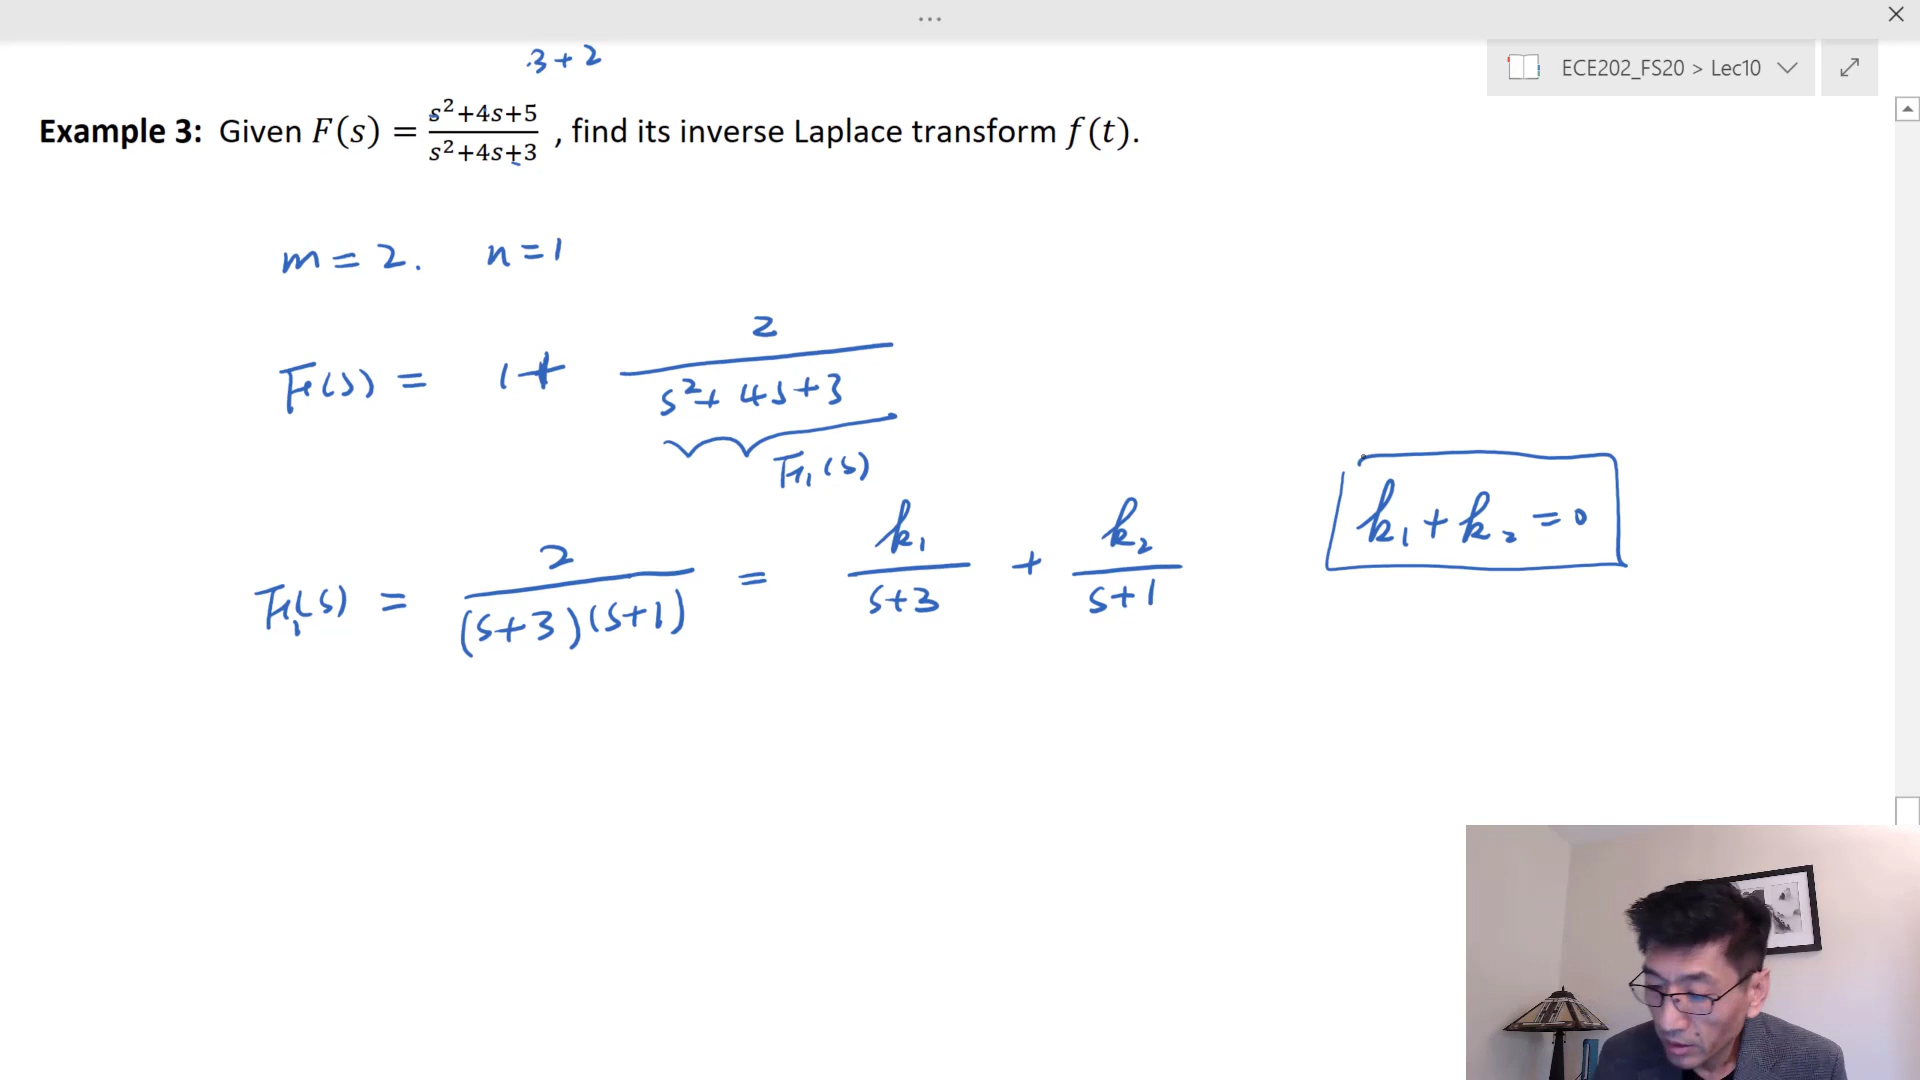 ...
ECE202_FS20 > Lec10
3 + 2
Example 3: Given F(s) = (s²+4s+5)/(s²+4s+3) , find its inverse Laplace transform f(t).
m = 2. n = 1
F(s) = 1 + 2/(s² + 4s + 3)
F₁(s)
F₁(s) = 2/((s+3)(s+1)) = k₁/(s+3) + k₂/(s+1)
k₁ + k₂ = 0